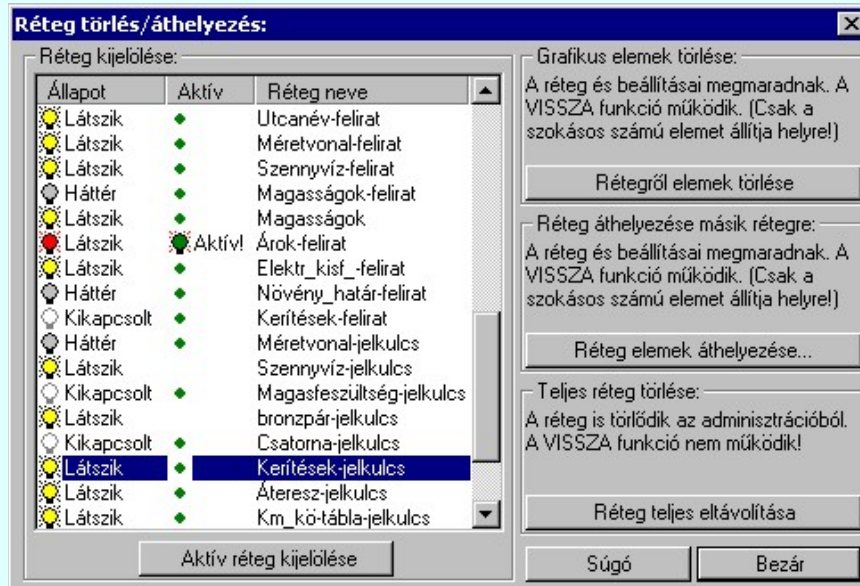 Réteg törlés/áthelyezés:
Réteg kijelölése:
Állapot Aktív Réteg neve
Látszik Utcanév-felirat
Látszik Méretvonal-felirat
Látszik Szennyvíz-felirat
Háttér Magasságok-felirat
Látszik Magasságok
Látszik Aktív! Árok-felirat
Látszik Elektr_kisf_-felirat
Háttér Növény_határ-felirat
Kikapcsolt Kerítések-felirat
Háttér Méretvonal-jelkulcs
Látszik Szennyvíz-jelkulcs
Kikapcsolt Magasfeszültség-jelkulcs
Látszik bronzpár-jelkulcs
Kikapcsolt Csatorna-jelkulcs
Látszik Kerítések-jelkulcs
Látszik Áteresz-jelkulcs
Látszik Km_kö-tábla-jelkulcs
Aktív réteg kijelölése
Grafikus elemek törlése:
A réteg és beállításai megmaradnak. A
VISSZA funkció működik. (Csak a
szokásos számú elemet állítja helyre!)
Rétegről elemek törlése
Réteg áthelyezése másik rétegre:
A réteg és beállításai megmaradnak. A
VISSZA funkció működik. (Csak a
szokásos számú elemet állítja helyre!)
Réteg elemek áthelyezése...
Teljes réteg törlése:
A réteg is törlődik az adminisztrációból.
A VISSZA funkció nem működik!
Réteg teljes eltávolítása
Súgó Bezár